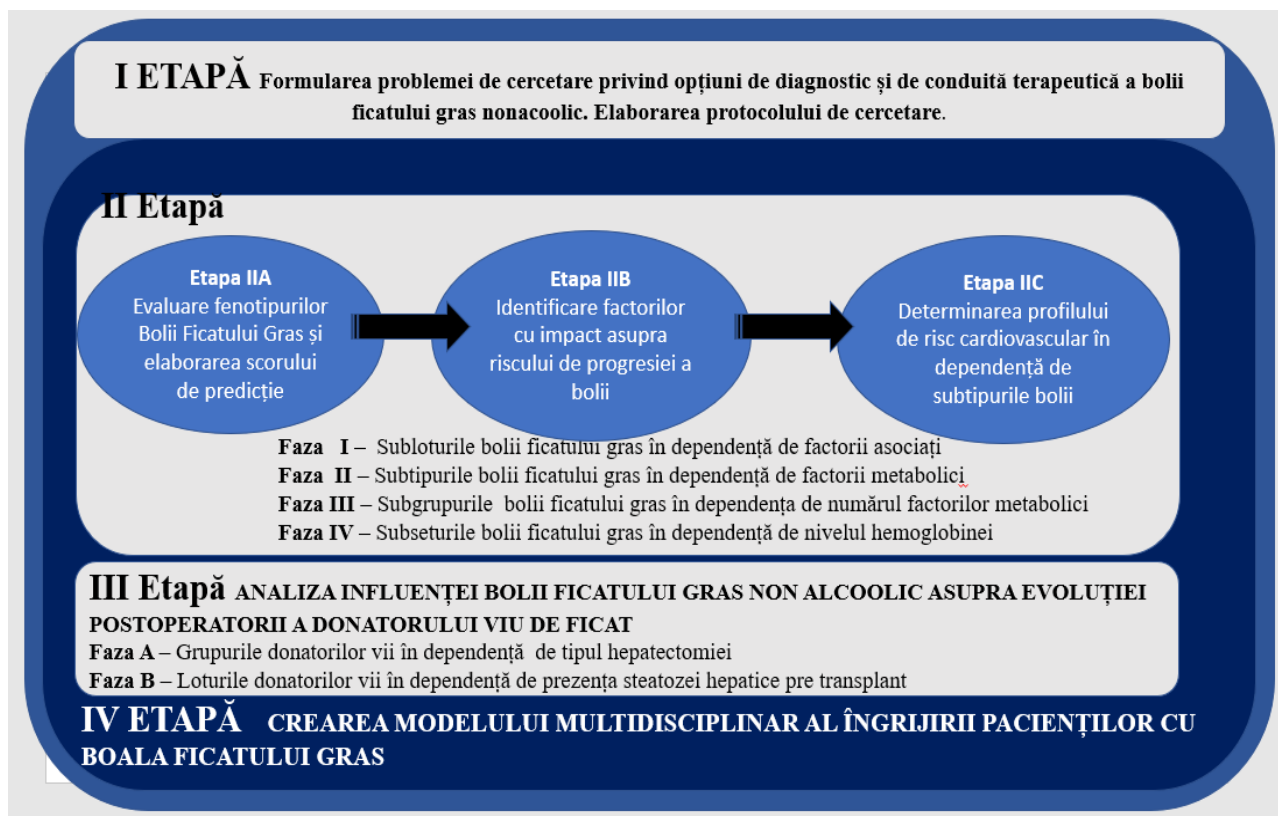 I ETAPĂ Formularea problemei de cercetare privind opțiuni de diagnostic și de conduită terapeutică a bolii
ficatului gras nonacoolic. Elaborarea protocolului de cercetare.
II Etapă
Etapa IIA
Evaluare fenotipurilor
Bolii Ficatului Gras și
elaborarea scorului
de predicție
Etapa IIB
Identificare factorilor
cu impact asupra
riscului de progresiei a
bolii
Etapa IIC
Determinarea profilului
de risc cardiovascular în
dependență de
subtipurile bolii
Faza I – Subloturile bolii ficatului gras în dependență de factorii asociați
Faza II – Subtipurile bolii ficatului gras în dependență de factorii metabolici
Faza III – Subgrupurile bolii ficatului gras în dependența de numărul factorilor metabolici
Faza IV – Subseturile bolii ficatului gras în dependență de nivelul hemoglobinei
III Etapă ANALIZA INFLUENȚEI BOLII FICATULUI GRAS NON ALCOOLIC ASUPRA EVOLUȚIEI
POSTOPERATORII A DONATORULUI VIU DE FICAT
Faza A – Grupurile donatorilor vii în dependență de tipul hepatectomiei
Faza B – Loturile donatorilor vii în dependență de prezența steatozei hepatice pre transplant
IV ETAPĂ CREAREA MODELULUI MULTIDISCIPLINAR AL ÎNGRIJIRII PACIENȚILOR CU
BOALA FICATULUI GRAS